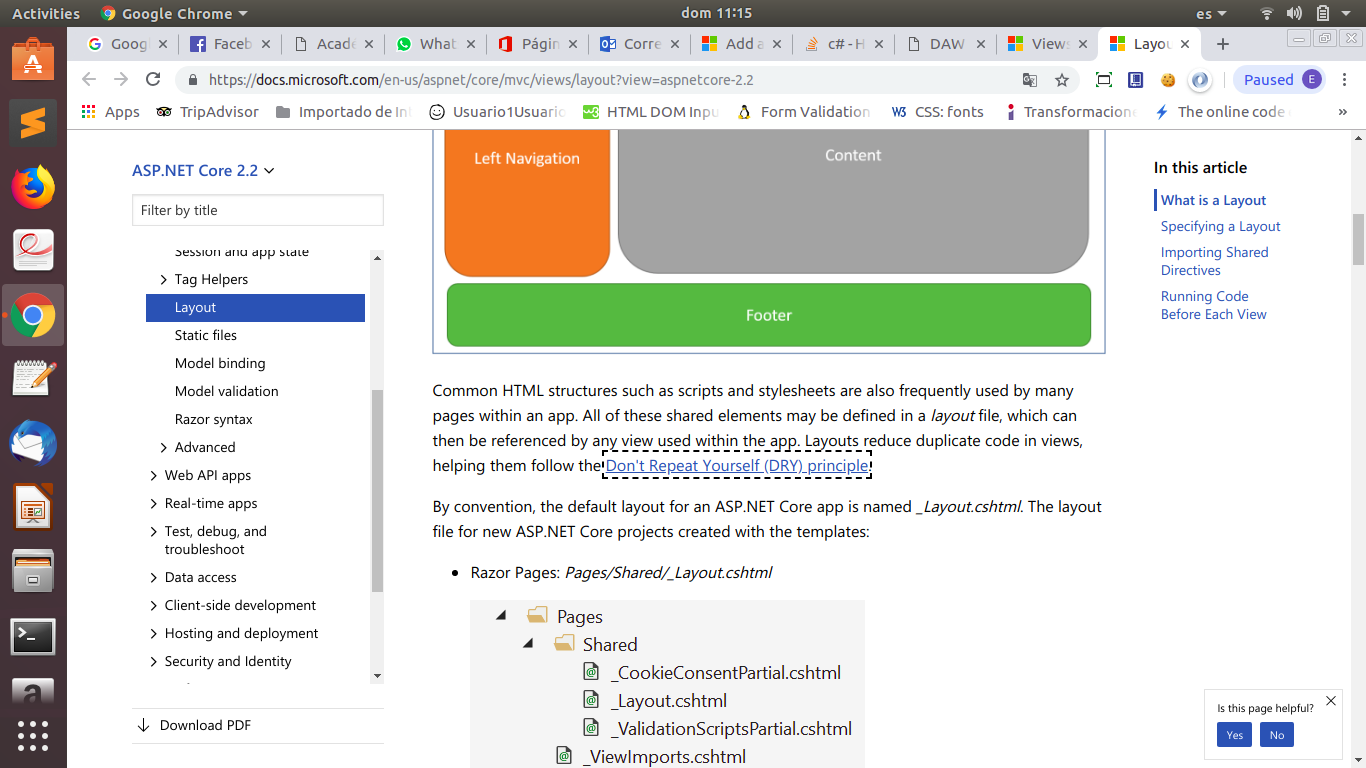 Activities
Google Chrome
dom 11:15
es
Googl
Faceb
Acadé
What
Págin
Corre
Add a
c# - H
DAW
Views
Layou
https://docs.microsoft.com/en-us/aspnet/core/mvc/views/layout?view=aspnetcore-2.2
Paused
E
Apps
TripAdvisor
Importado de In
Usuario1Usuario
HTML DOM Inpu
Form Validation
CSS: fonts
Transformacione
The online code
»
ASP.NET Core 2.2
Filter by title
Session and app state
Tag Helpers
Layout
Static files
Model binding
Model validation
Razor syntax
Advanced
Web API apps
Real-time apps
Test, debug, and
troubleshoot
Data access
Client-side development
Hosting and deployment
Security and Identity
Download PDF
Left Navigation
Content
Footer
Common HTML structures such as scripts and stylesheets are also frequently used by many
pages within an app. All of these shared elements may be defined in a layout file, which can
then be referenced by any view used within the app. Layouts reduce duplicate code in views,
helping them follow the Don't Repeat Yourself (DRY) principle
By convention, the default layout for an ASP.NET Core app is named _Layout.cshtml. The layout
file for new ASP.NET Core projects created with the templates:
• Razor Pages: Pages/Shared/_Layout.cshtml
Pages
Shared
_CookieConsentPartial.cshtml
_Layout.cshtml
_ValidationScriptsPartial.cshtml
_ViewImports.cshtml
In this article
What is a Layout
Specifying a Layout
Importing Shared
Directives
Running Code
Before Each View
Is this page helpful?
Yes
No